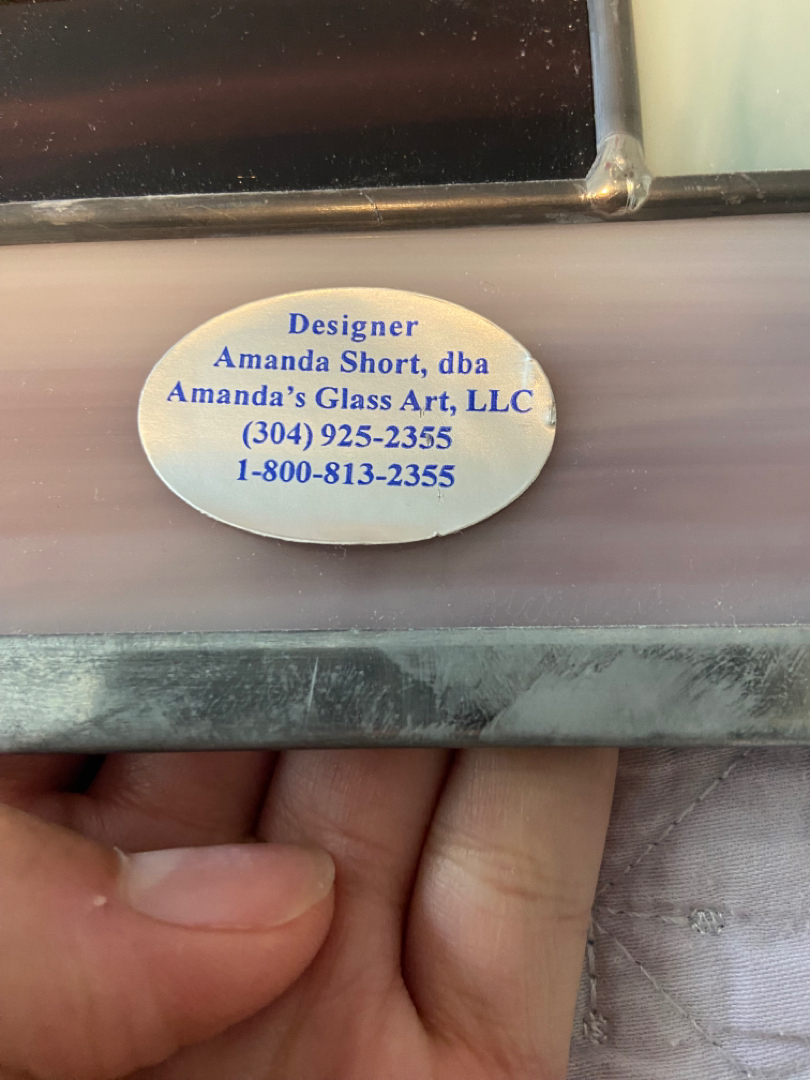 Designer
Amanda Short, dba
Amanda's Glass Art, LLC
(304) 925-2355
1-800-813-2355